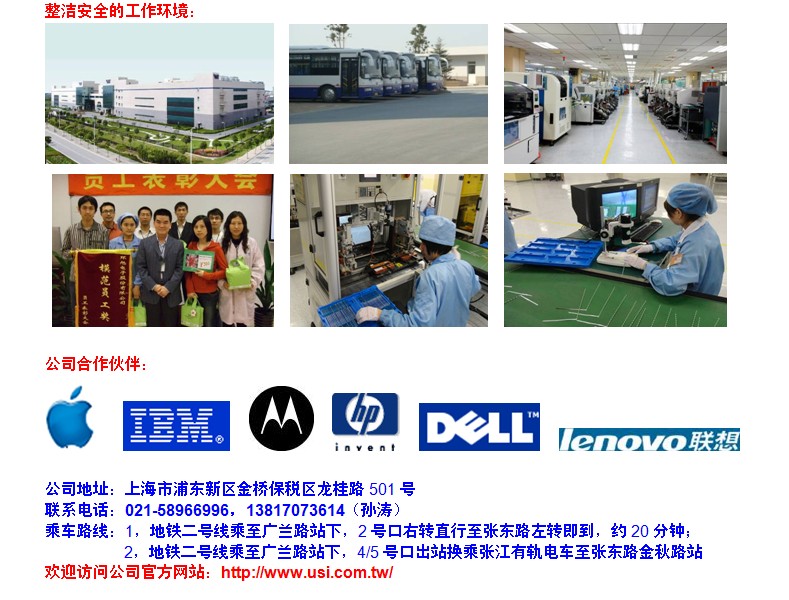 整洁安全的工作环境：
员工表彰大会
模范员工奖
员工表彰大会
公司合作伙伴：
IBM®
hp
invent
DELL™
lenovo联想
公司地址：上海市浦东新区金桥保税区龙桂路 501 号
联系电话：021-58966996，13817073614（孙涛）
乘车路线：1，地铁二号线乘至广兰路站下，2 号口右转直行至张东路左转即到，约 20 分钟；
2，地铁二号线乘至广兰路站下，4/5 号口出站换乘张江有轨电车至张东路金秋路站
欢迎访问公司官方网站：http://www.usi.com.tw/